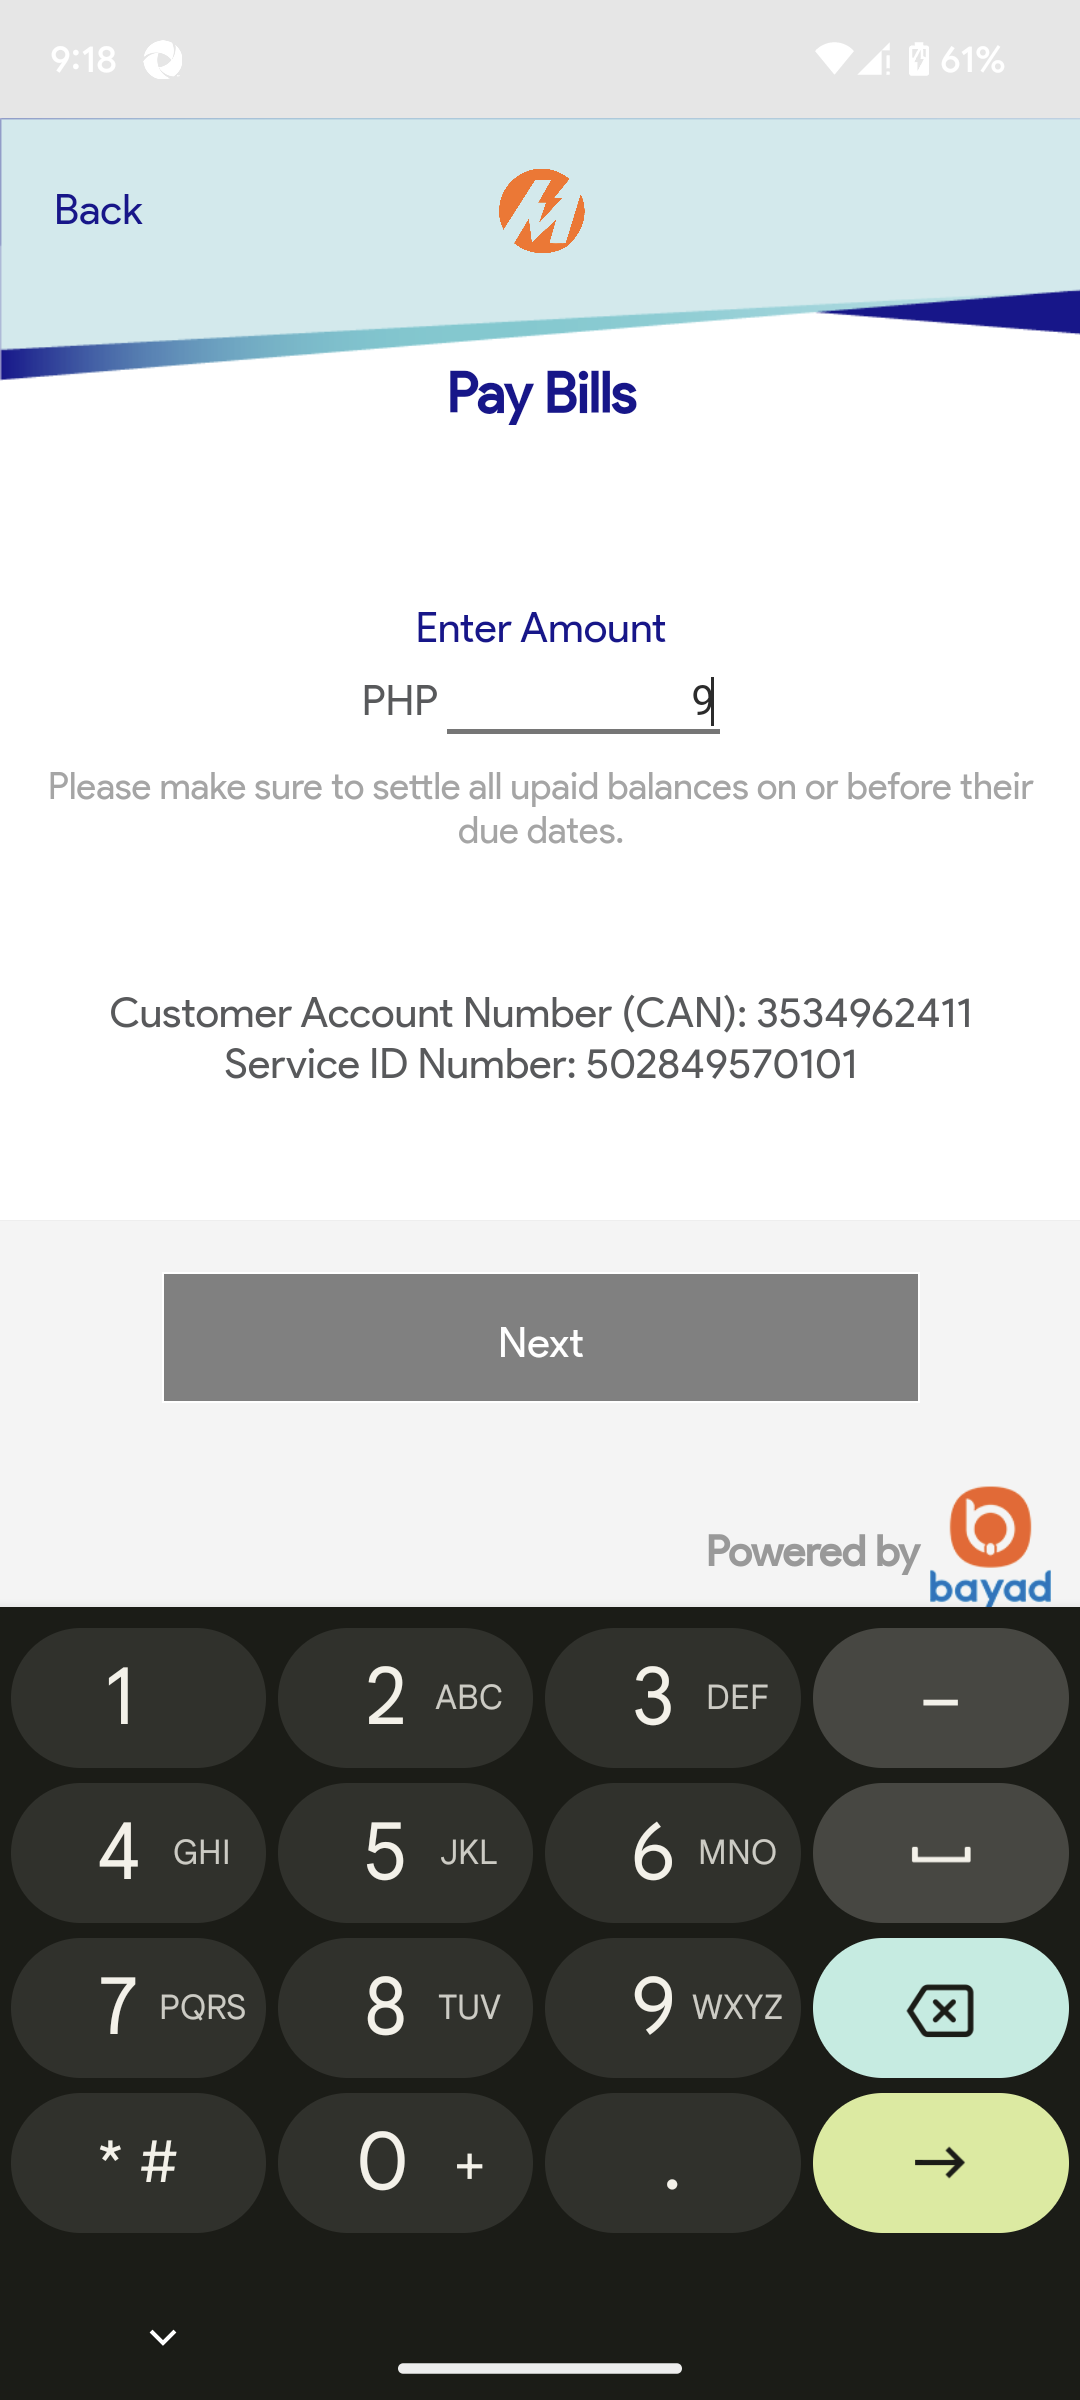 9:18 61%
Back
Pay Bills
Enter Amount
PHP 9
Please make sure to settle all upaid balances on or before their
due dates.
Customer Account Number (CAN): 3534962411
Service ID Number: 502849570101
Next
Powered by bayad
1 2 ABC 3 DEF –
4 GHI 5 JKL 6 MNO
7 PQRS 8 TUV 9 WXYZ
* # 0 + .